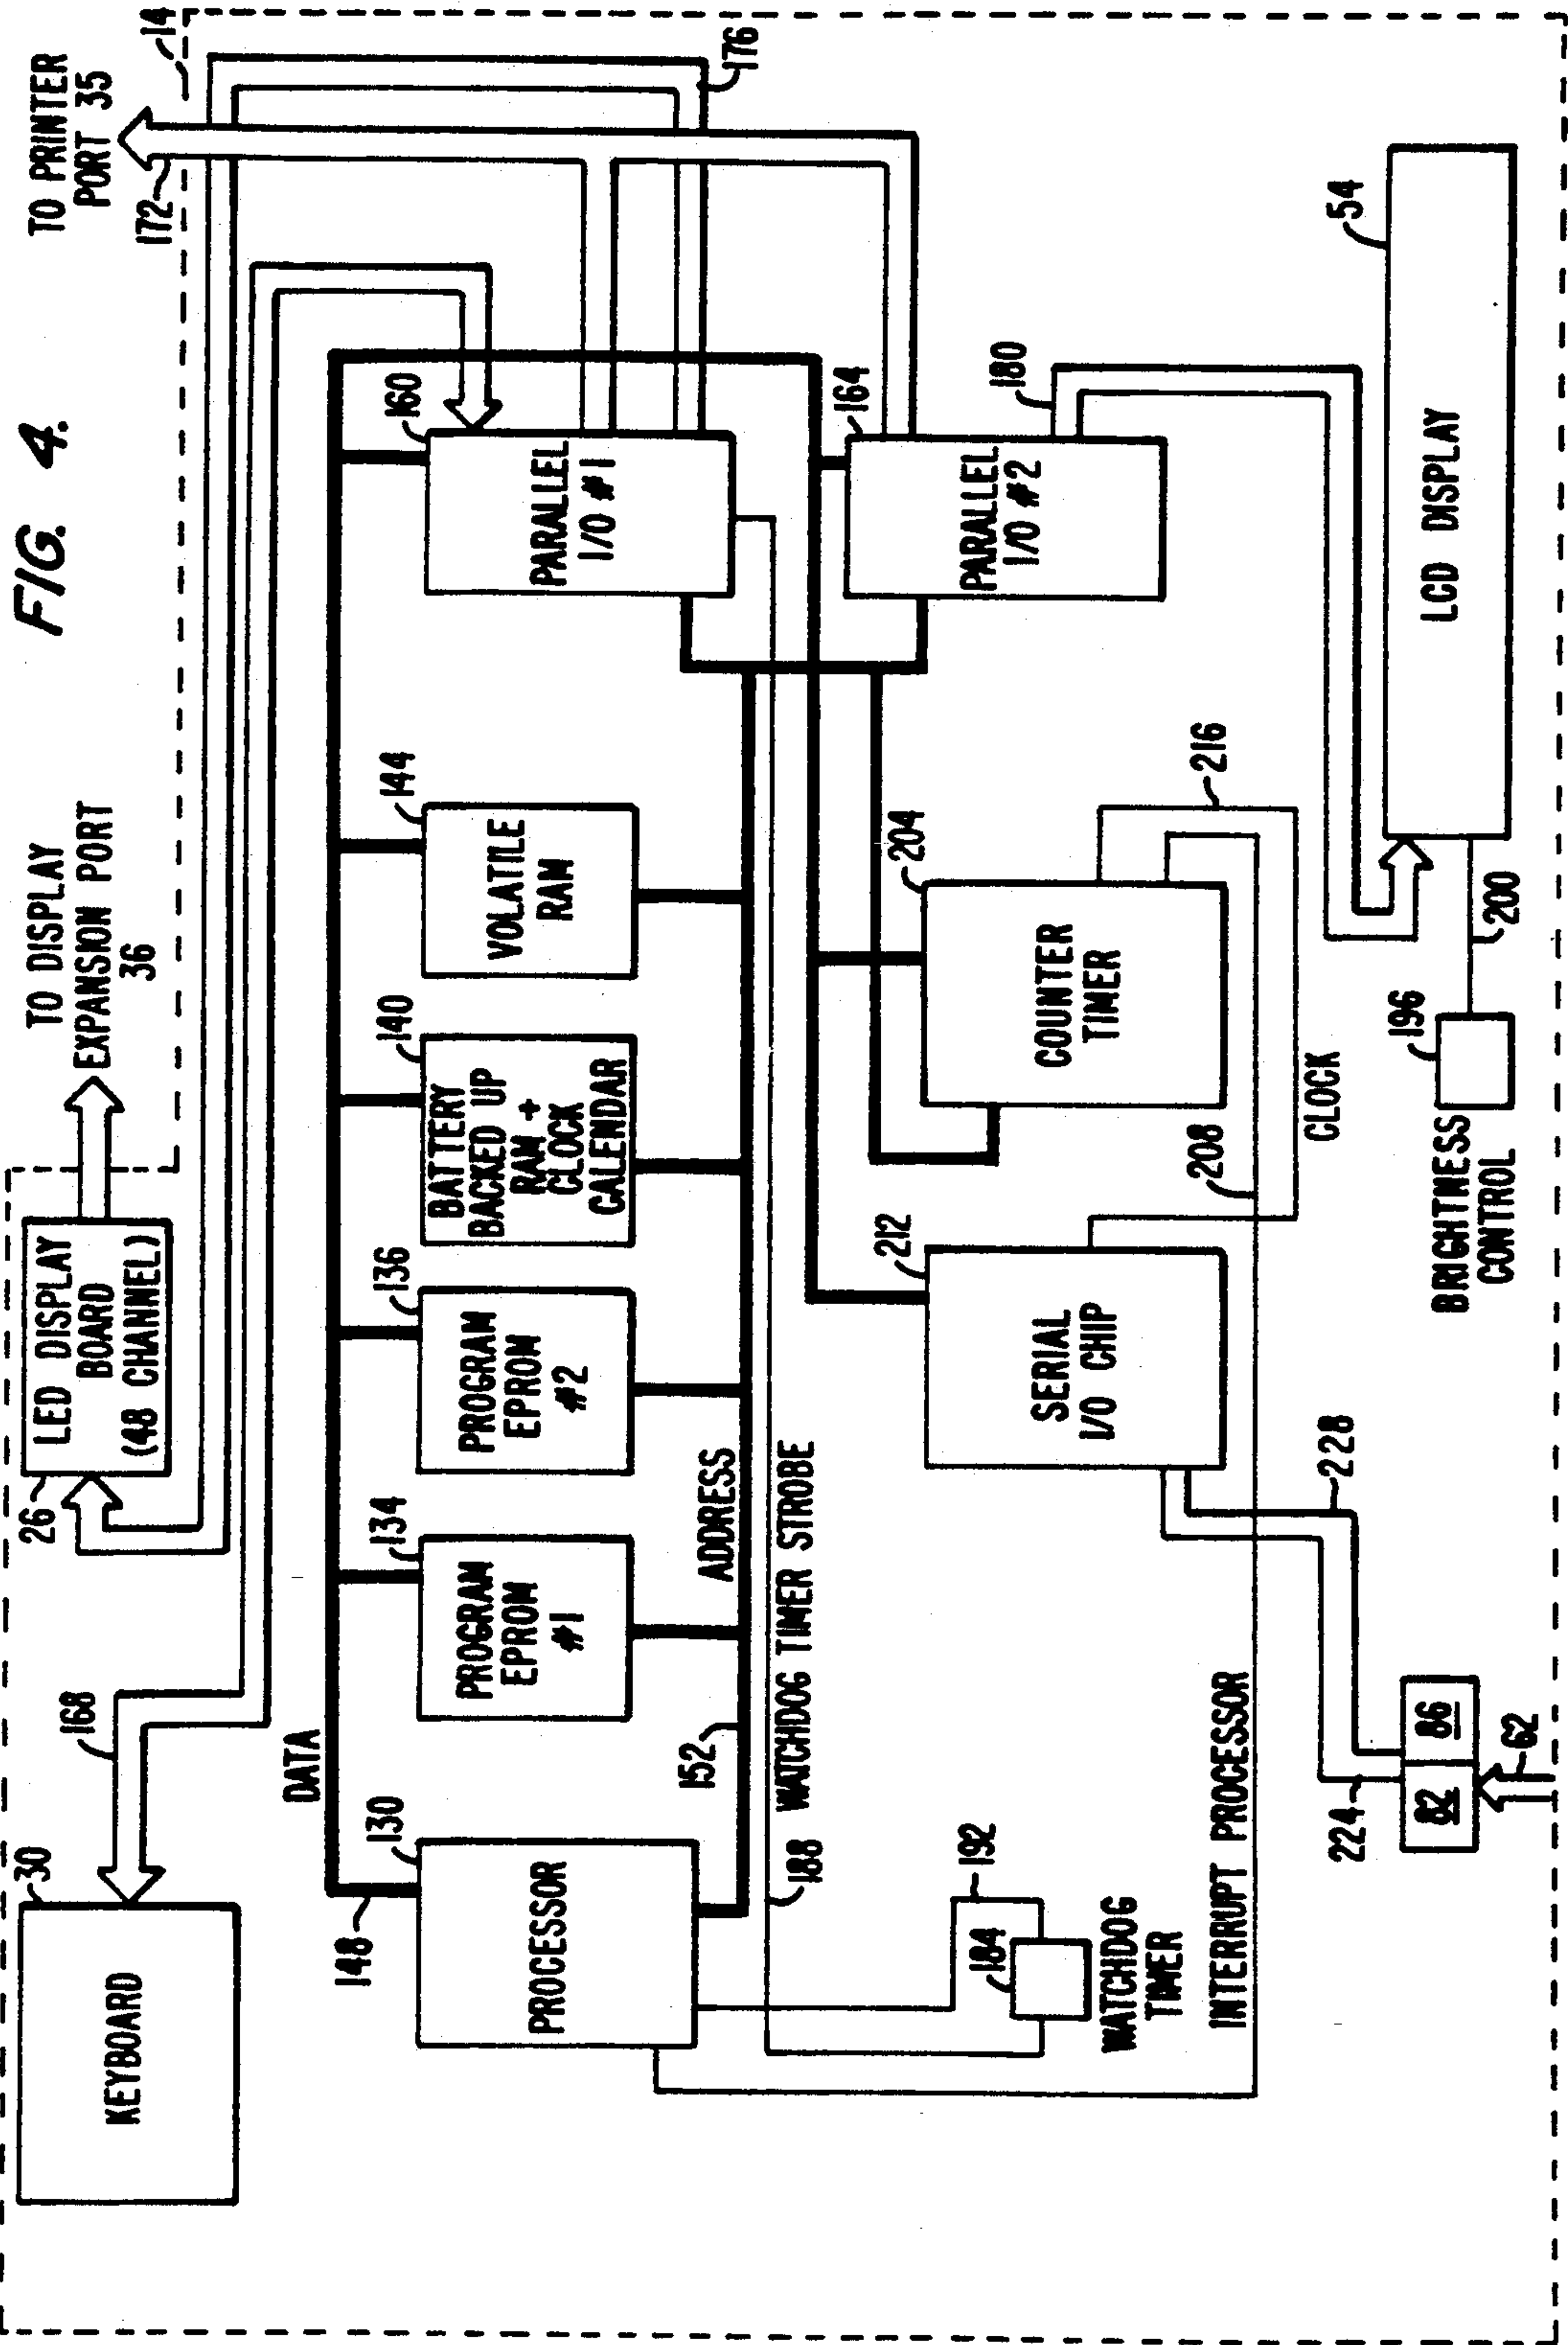 FIG. 4.
TO DISPLAY
EXPANSION PORT
36
TO PRINTER
PORT 35
172
14
176
30
KEYBOARD
168
26
LED DISPLAY
BOARD
(48 CHANNEL)
DATA
148
130
PROCESSOR
134
PROGRAM
EPROM
#1
136
PROGRAM
EPROM
#2
140
BATTERY
BACKED UP
RAM +
CLOCK
CALENDAR
144
VOLATILE
RAM
160
PARALLEL
I/O #1
152
ADDRESS
188
WATCHDOG TIMER STROBE
192
184
WATCHDOG
TIMER
INTERRUPT PROCESSOR
212
SERIAL
I/O CHIP
204
COUNTER
TIMER
164
PARALLEL
I/O #2
180
208
216
CLOCK
228
224
82
86
62
BRIGHTNESS
CONTROL
196
200
LCD DISPLAY
54